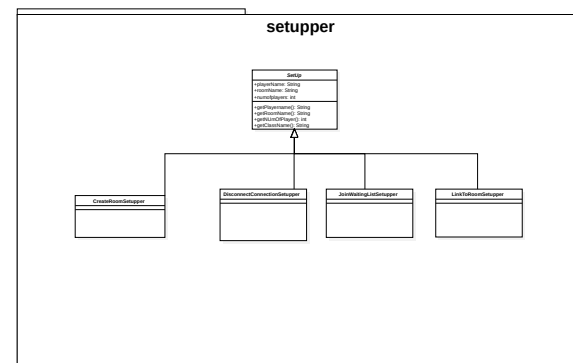 setupper
SetUp
+playerName: String
+roomName: String
+numofplayers: int
+getPlayername(): String
+getRoomName(): String
+getNUmOfPlayer(): int
+getClassName(): String
CreateRoomSetupper
DisconnectConnectionSetupper
JoinWaitingListSetupper
LinkToRoomSetupper